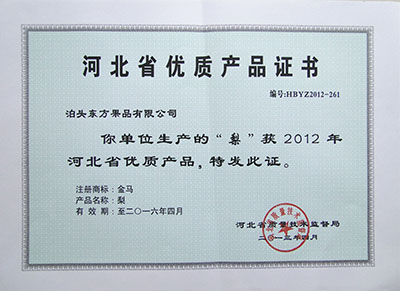 河北省优质产品证书
编号:HBYZ2012-261
泊头东方果品有限公司
你单位生产的“梨”获2012年
河北省优质产品,特发此证。
注册商标:金马
产品名称:梨
有效期:至二〇一六年四月
河北省质量技术监督局
二〇一三年四月